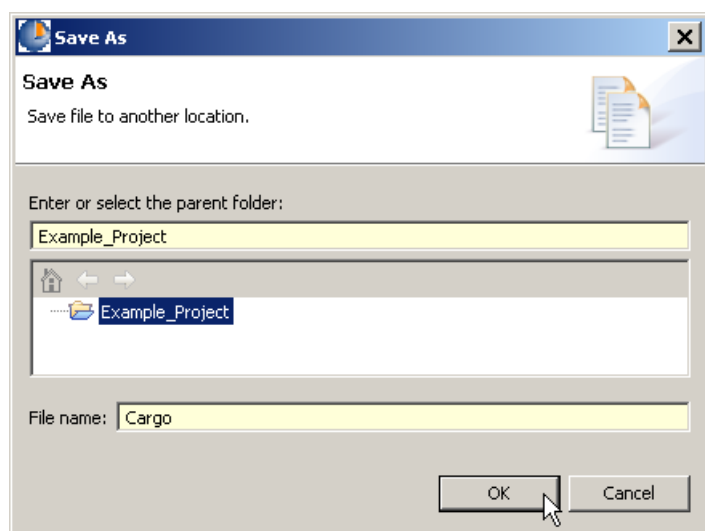 Save As
Save As
Save file to another location.
Enter or select the parent folder:
Example_Project
Example_Project
File name: Cargo
OK Cancel